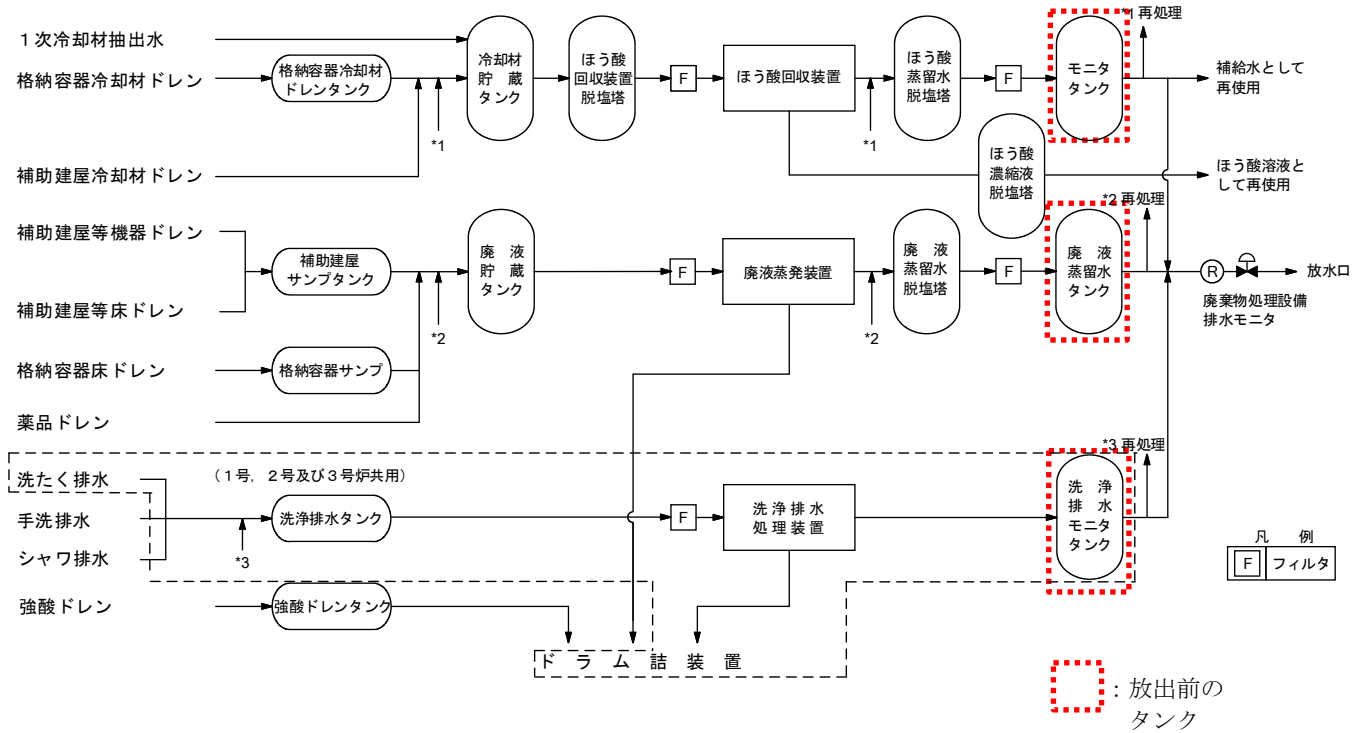 1次冷却材抽出水
格納容器冷却材ドレン
格納容器冷却材
ドレンタンク
*1
補助建屋冷却材ドレン
冷却材
貯蔵
タンク
ほう酸
回収装置
脱塩塔
F
ほう酸回収装置
*1
ほう酸
蒸留水
脱塩塔
F
モニタ
タンク
*1再処理
補給水として
再使用
ほう酸
濃縮液
脱塩塔
ほう酸溶液と
して再使用
補助建屋等機器ドレン
補助建屋等床ドレン
補助建屋
サンプタンク
*2
格納容器床ドレン
格納容器サンプ
薬品ドレン
廃液
貯蔵
タンク
F
廃液蒸発装置
*2
廃液
蒸留水
脱塩塔
F
廃液
蒸留水
タンク
*2再処理
R
放水口
廃棄物処理設備
排水モニタ
洗たく排水
(1号,2号及び3号炉共用)
手洗排水
シャワ排水
*3
洗浄排水タンク
F
洗浄排水
処理装置
洗浄
排水
モニタ
タンク
*3再処理
強酸ドレン
強酸ドレンタンク
ドラム詰装置
凡例
F フィルタ
:放出前の
タンク